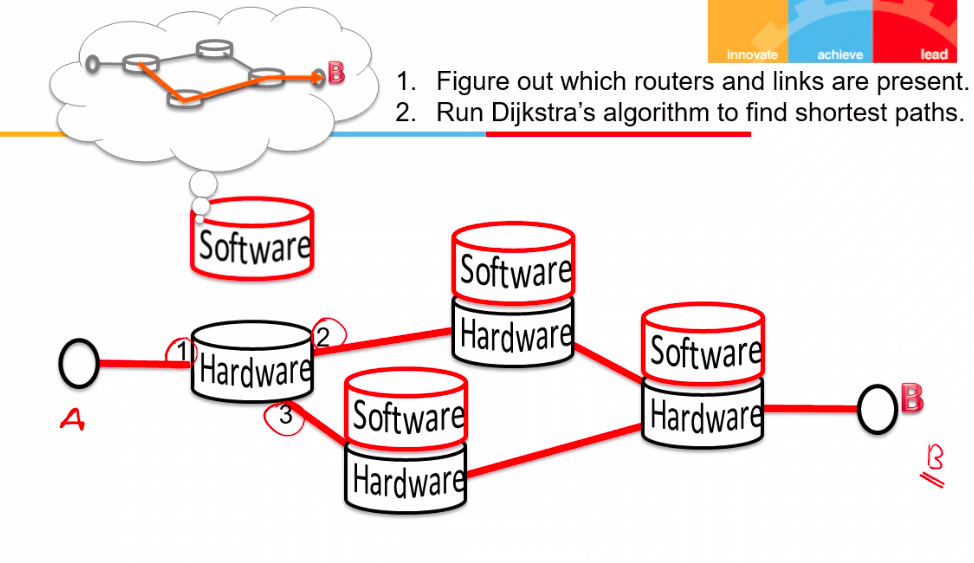 innovate achieve lead
B
1. Figure out which routers and links are present.
2. Run Dijkstra's algorithm to find shortest paths.
Software
Software
Hardware
Software
Hardware
1
2
Hardware
3
Software
Hardware
A
B
B